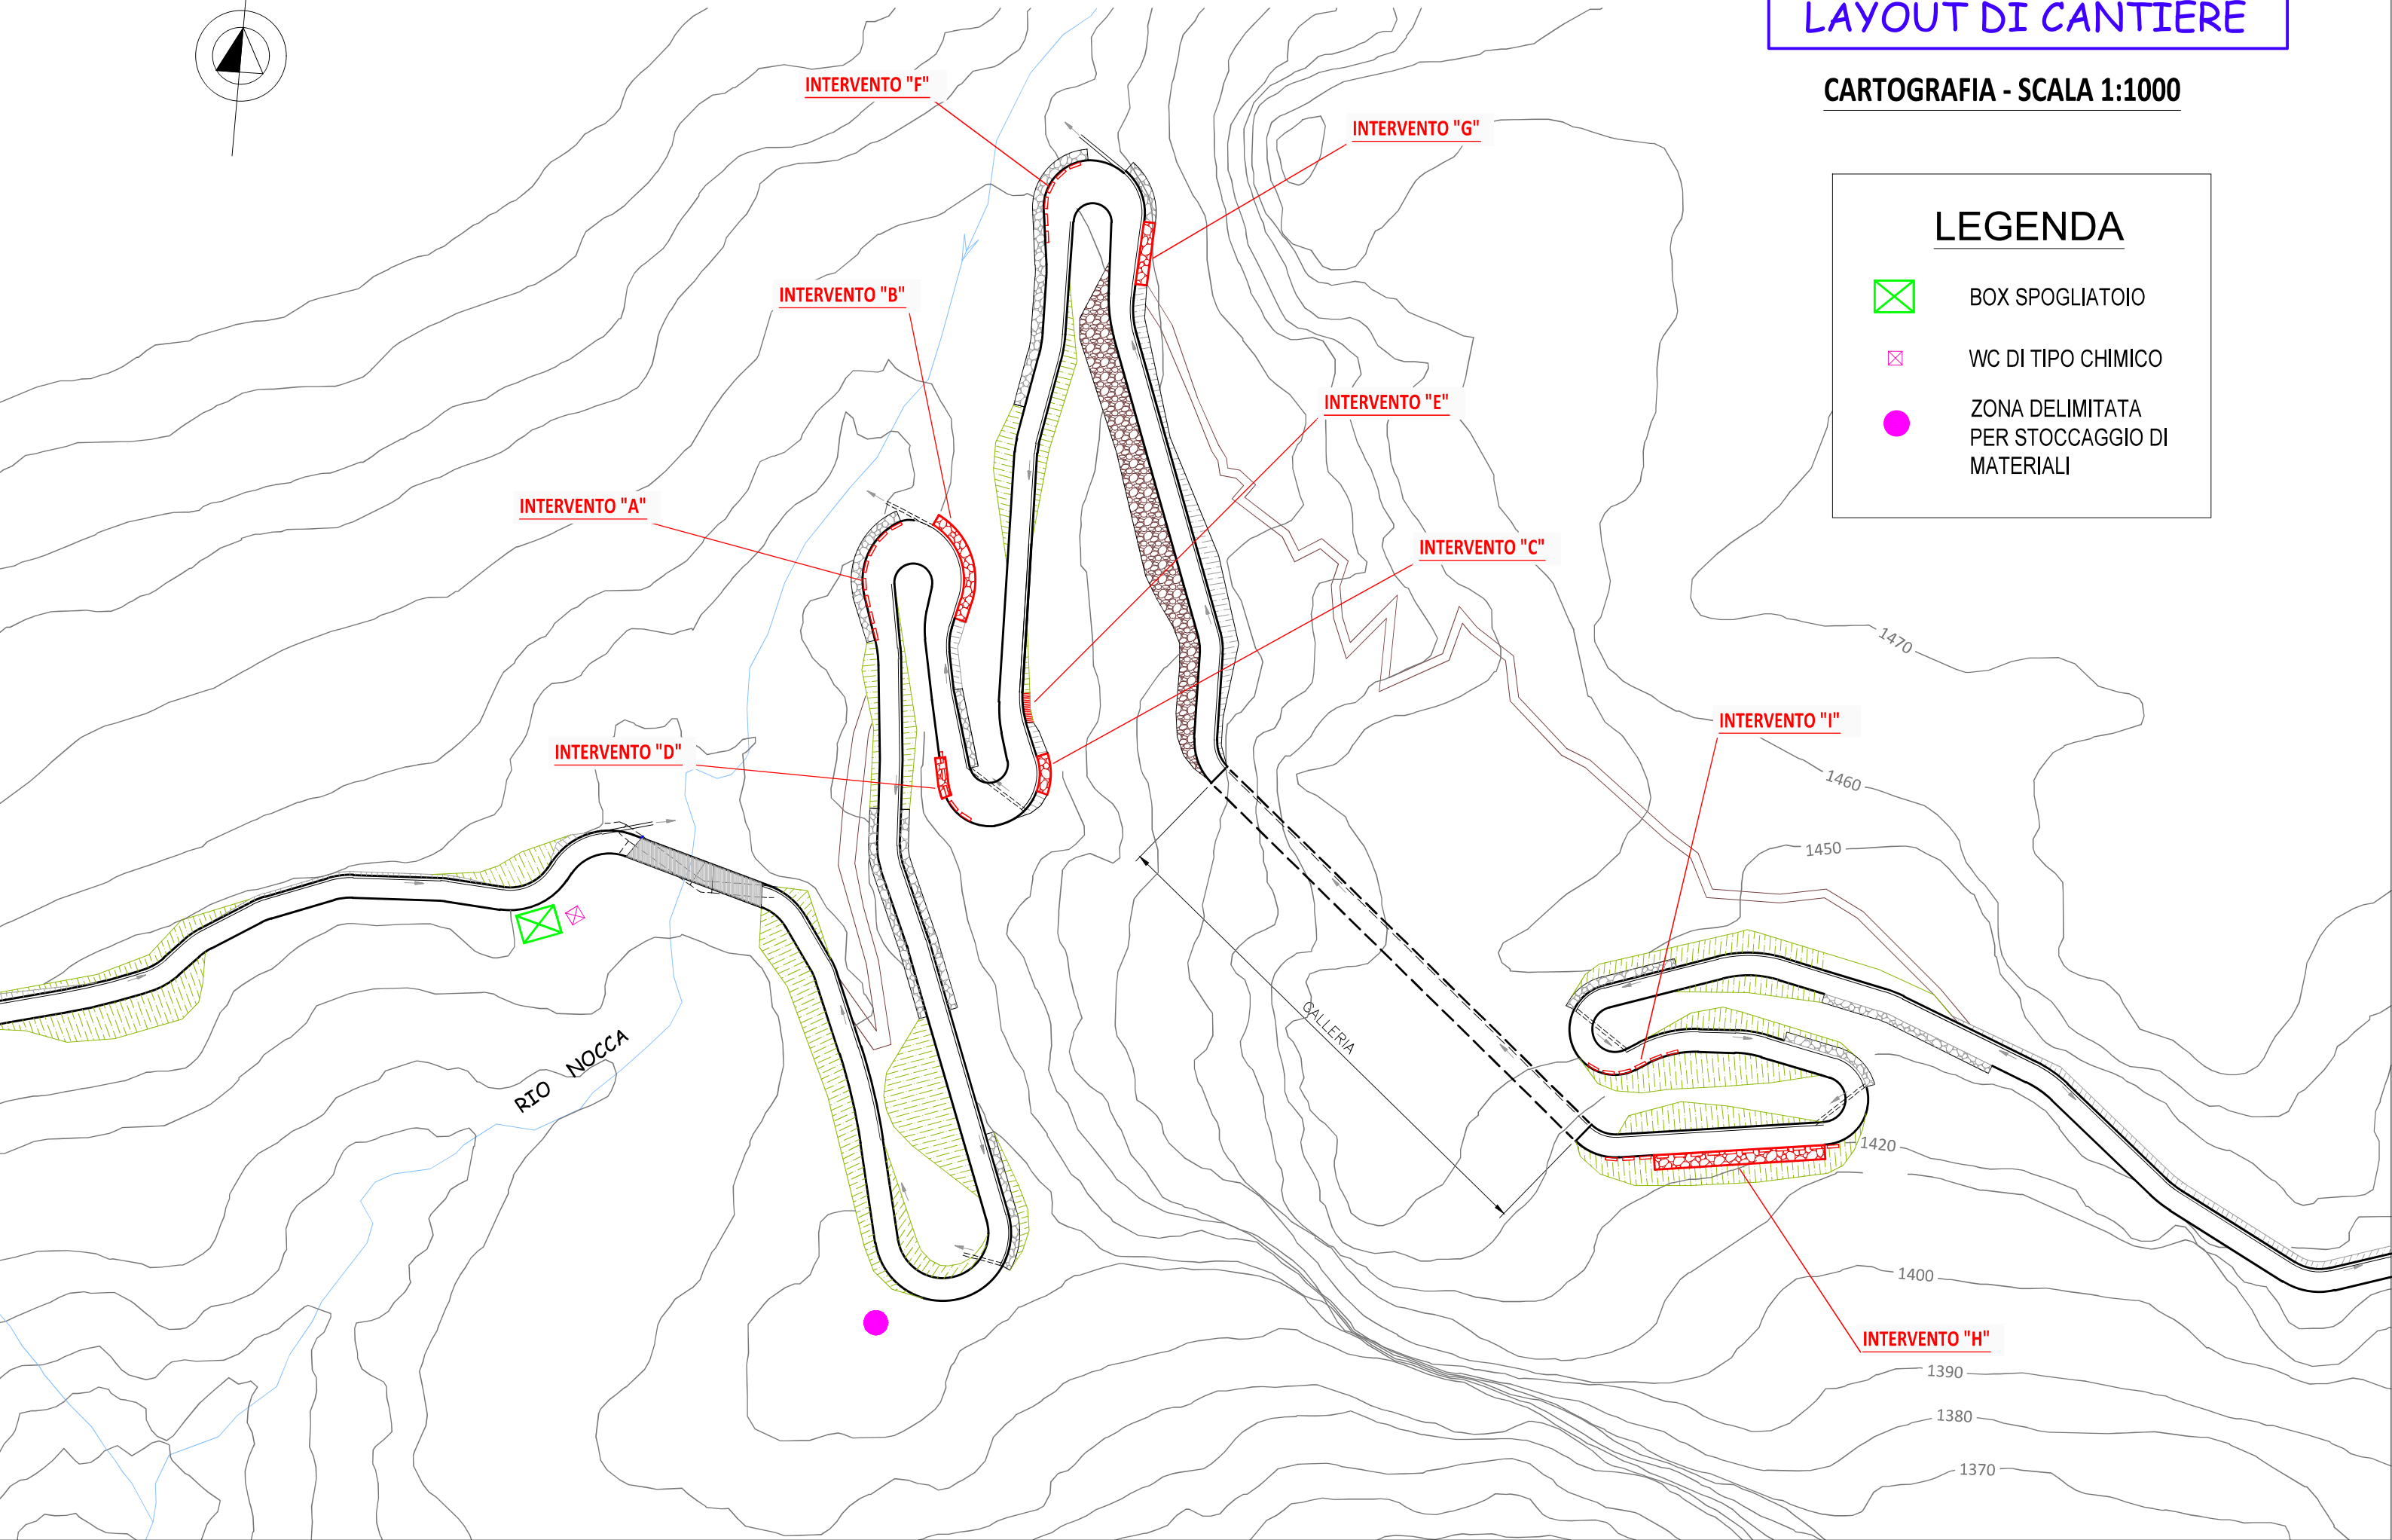 LAYOUT DI CANTIERE
CARTOGRAFIA - SCALA 1:1000
LEGENDA
BOX SPOGLIATOIO
WC DI TIPO CHIMICO
ZONA DELIMITATA
PER STOCCAGGIO DI
MATERIALI
INTERVENTO "F"
INTERVENTO "G"
INTERVENTO "B"
INTERVENTO "E"
INTERVENTO "A"
INTERVENTO "C"
1470
INTERVENTO "I"
INTERVENTO "D"
1460
1450
GALLERIA
RIO NOCCA
1420
1400
INTERVENTO "H"
1390
1380
1370